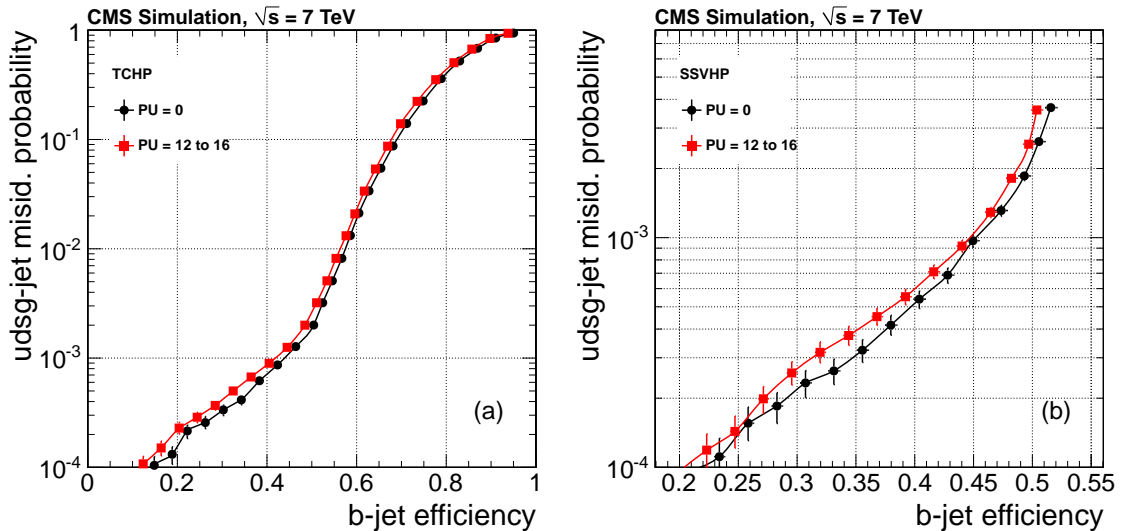 CMS Simulation, √s = 7 TeV
udsg-jet misid. probability
1
10⁻¹
10⁻²
10⁻³
10⁻⁴
TCHP
PU = 0
PU = 12 to 16
(a)
0 0.2 0.4 0.6 0.8 1
b-jet efficiency
CMS Simulation, √s = 7 TeV
udsg-jet misid. probability
10⁻³
10⁻⁴
SSVHP
PU = 0
PU = 12 to 16
(b)
0.2 0.25 0.3 0.35 0.4 0.45 0.5 0.55
b-jet efficiency